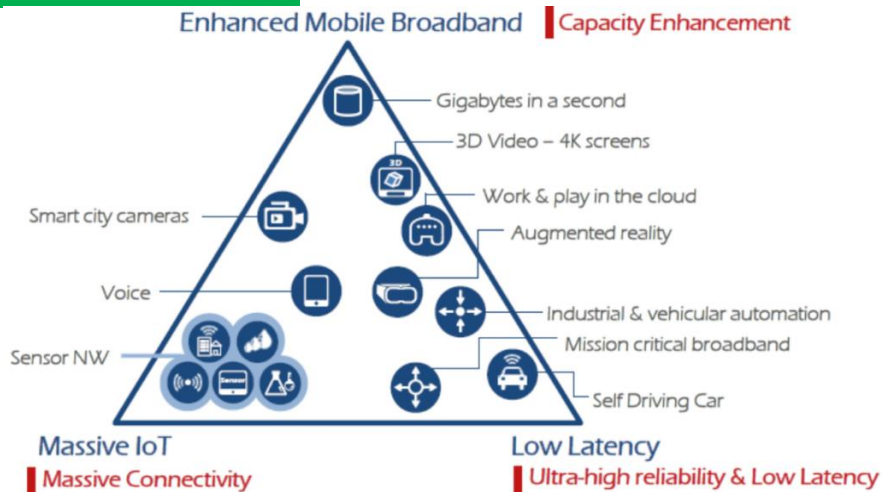 Enhanced Mobile Broadband
Capacity Enhancement
Gigabytes in a second
3D
3D Video – 4K screens
Work & play in the cloud
Smart city cameras
Augmented reality
Voice
Industrial & vehicular automation
Mission critical broadband
Sensor NW
Sensor
Self Driving Car
Massive IoT
Low Latency
Massive Connectivity
Ultra-high reliability & Low Latency